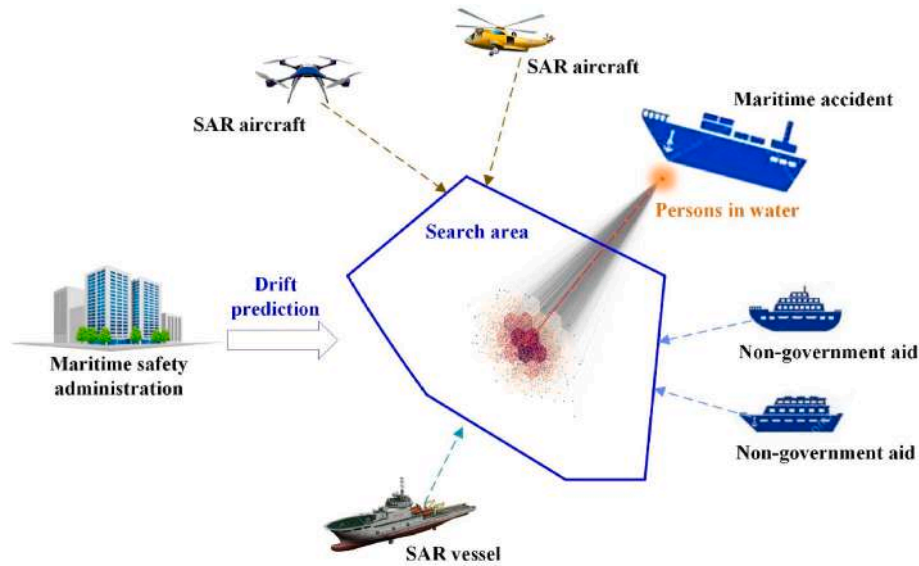 SAR aircraft
SAR aircraft
Maritime accident
Persons in water
Search area
Drift
prediction
Maritime safety
administration
Non-government aid
Non-government aid
SAR vessel